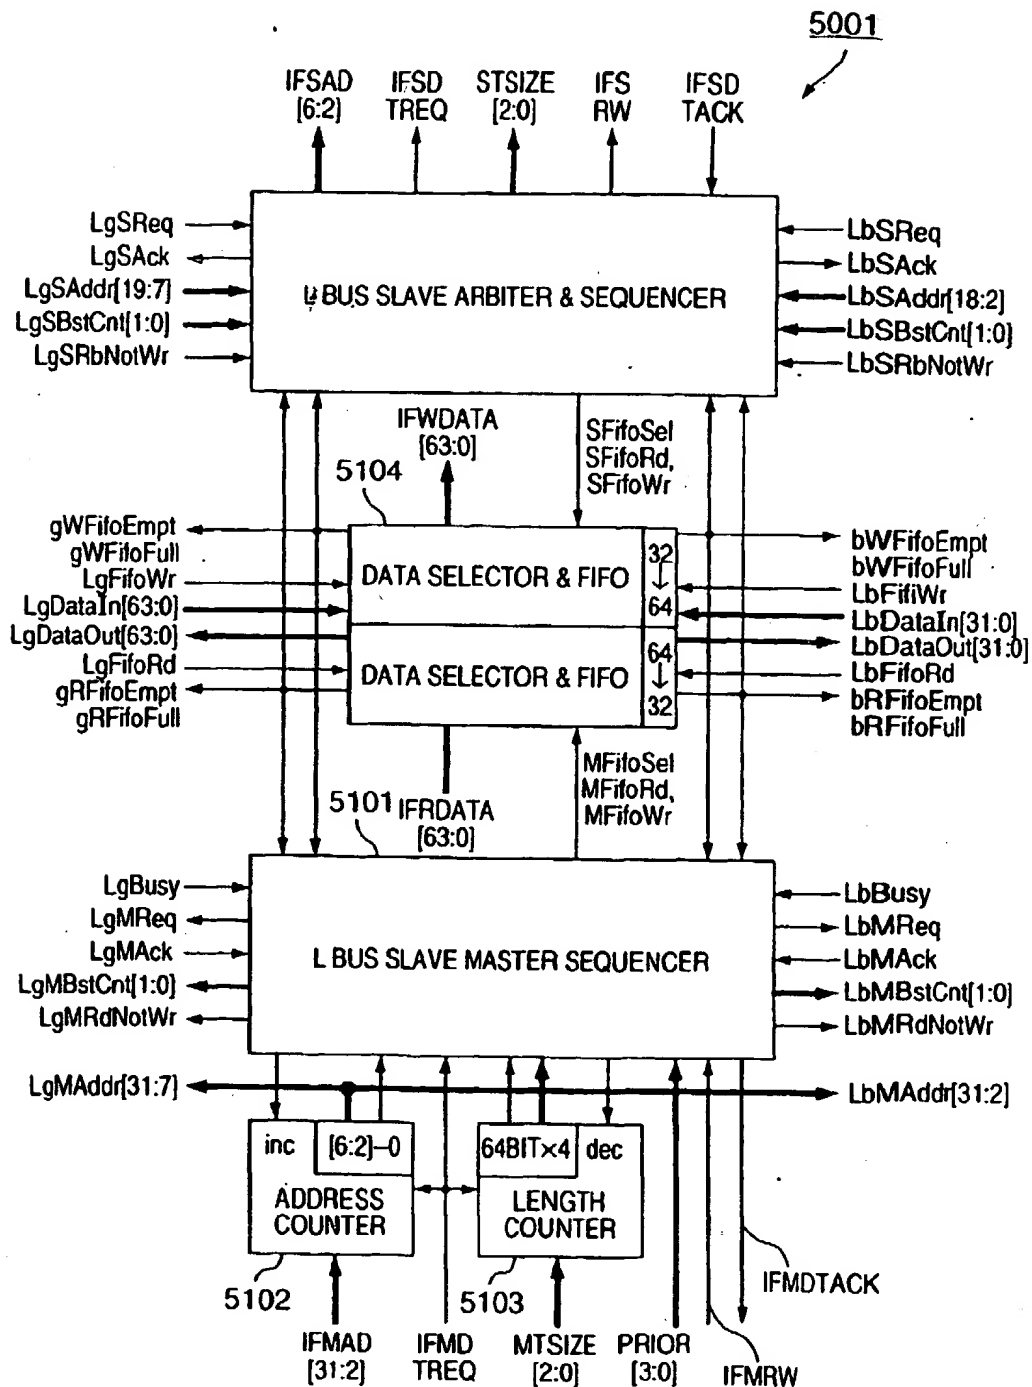 5001
IFSAD
[6:2]
IFSD
TREQ
STSIZE
[2:0]
IFS
RW
IFSD
TACK
LgSReq
LgSAck
LgSAddr[19:7]
LgSBstCnt[1:0]
LgSRbNotWr
BUS SLAVE ARBITER & SEQUENCER
LbSReq
LbSAck
LbSAddr[18:2]
LbSBstCnt[1:0]
LbSRbNotWr
IFWDATA
[63:0]
SFifoSel
SFifoRd,
SFifoWr
5104
gWFifoEmpt
gWFifoFull
LgFifoWr
LgDataIn[63:0]
LgDataOut[63:0]
LgFifoRd
gRFifoEmpt
gRFifoFull
DATA SELECTOR & FIFO
32
64
DATA SELECTOR & FIFO
64
32
bWFifoEmpt
bWFifoFull
LbFifiWr
LbDataIn[31:0]
LbDataOut[31:0]
LbFifoRd
bRFifoEmpt
bRFifoFull
5101
IFRDATA
[63:0]
MFifoSel
MFifoRd,
MFifoWr
LgBusy
LgMReq
LgMAck
LgMBstCnt[1:0]
LgMRdNotWr
L BUS SLAVE MASTER SEQUENCER
LbBusy
LbMReq
LbMAck
LbMBstCnt[1:0]
LbMRdNotWr
LgMAddr[31:7]
LbMAddr[31:2]
inc
[6:2]–0
ADDRESS
COUNTER
64BIT×4
dec
LENGTH
COUNTER
5102
5103
IFMDTACK
IFMAD
[31:2]
IFMD
TREQ
MTSIZE
[2:0]
PRIOR
[3:0]
IFMRW